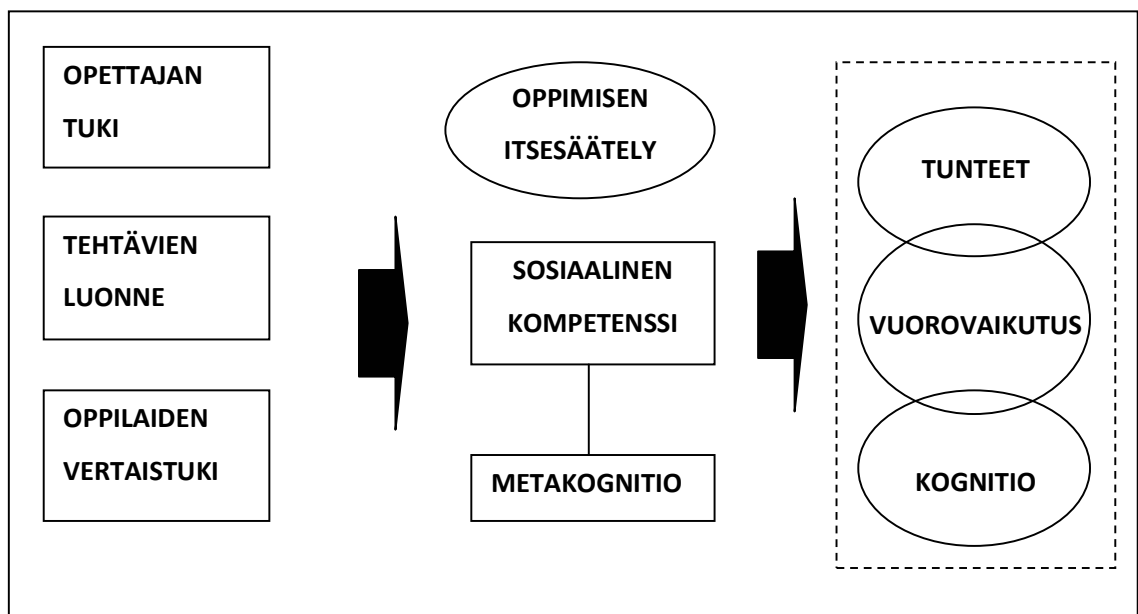 OPETTAJAN
TUKI
TEHTÄVIEN
LUONNE
OPPILAIDEN
VERTAISTUKI
OPPIMISEN
ITSESÄÄTELY
SOSIAALINEN
KOMPETENSSI
METAKOGNITIO
TUNTEET
VUOROVAIKUTUS
KOGNITIO